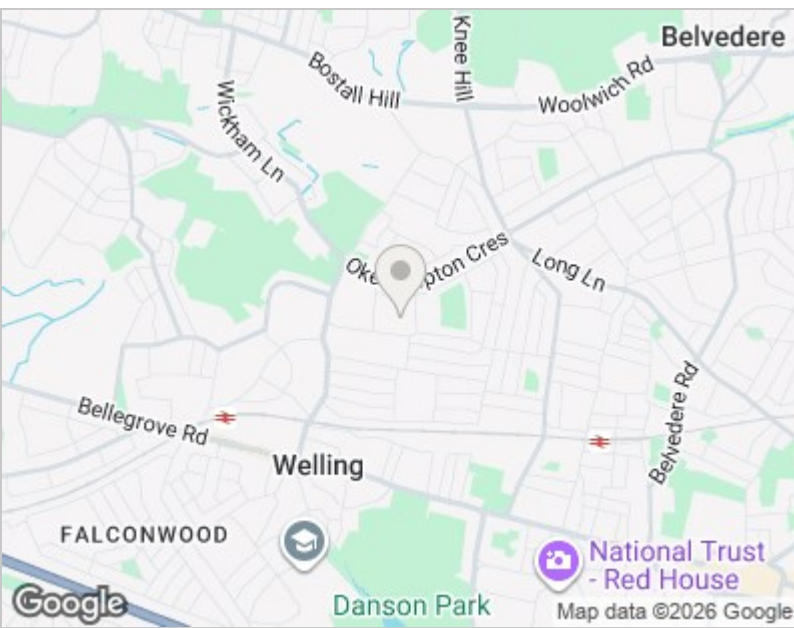 Belvedere
Knee Hill
Bostall Hill
Woolwich Rd
Wickham Ln
Oke
pton Cres
Long Ln
Belvedere Rd
Bellegrove Rd
Welling
FALCONWOOD
National Trust
- Red House
Danson Park
Google
Map data ©2026 Google